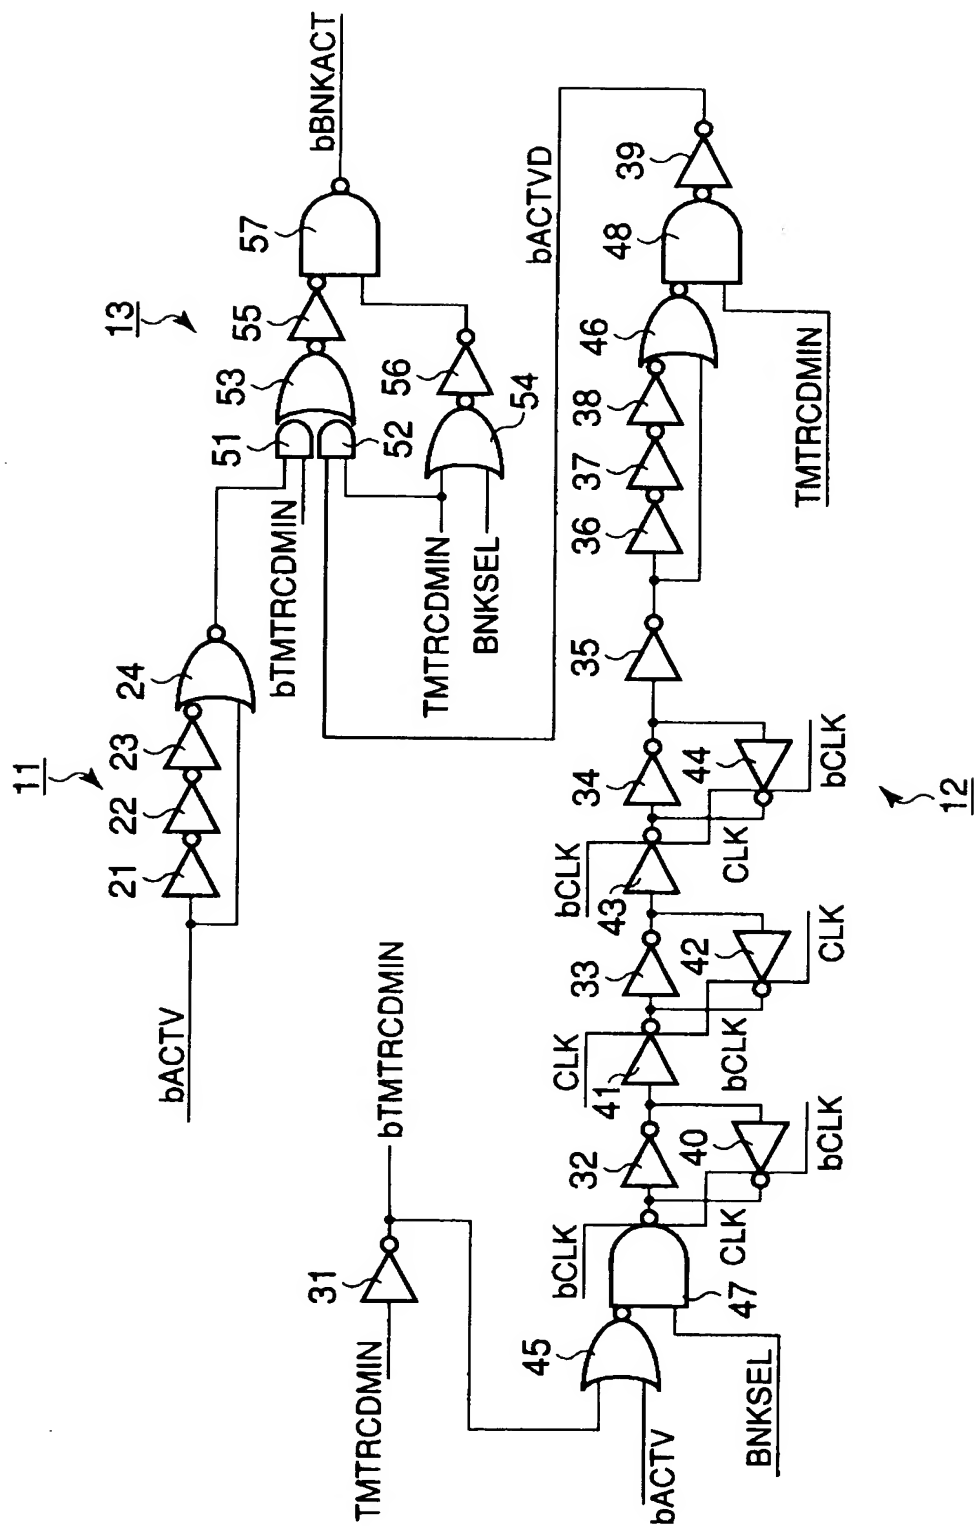 11
bACTV
21
22
23
24
bTMTRCDMIN
13
51
53
55
57
bBNKACT
52
TMTRCDMIN
BNKSEL
54
56
TMTRCDMIN
31
bTMTRCDMIN
bACTV
45
BNKSEL
47
bCLK
CLK
32
40
bCLK
41
CLK
bCLK
33
42
CLK
43
bCLK
CLK
34
44
bCLK
35
36
37
38
46
TMTRCDMIN
48
39
bACTVD
12